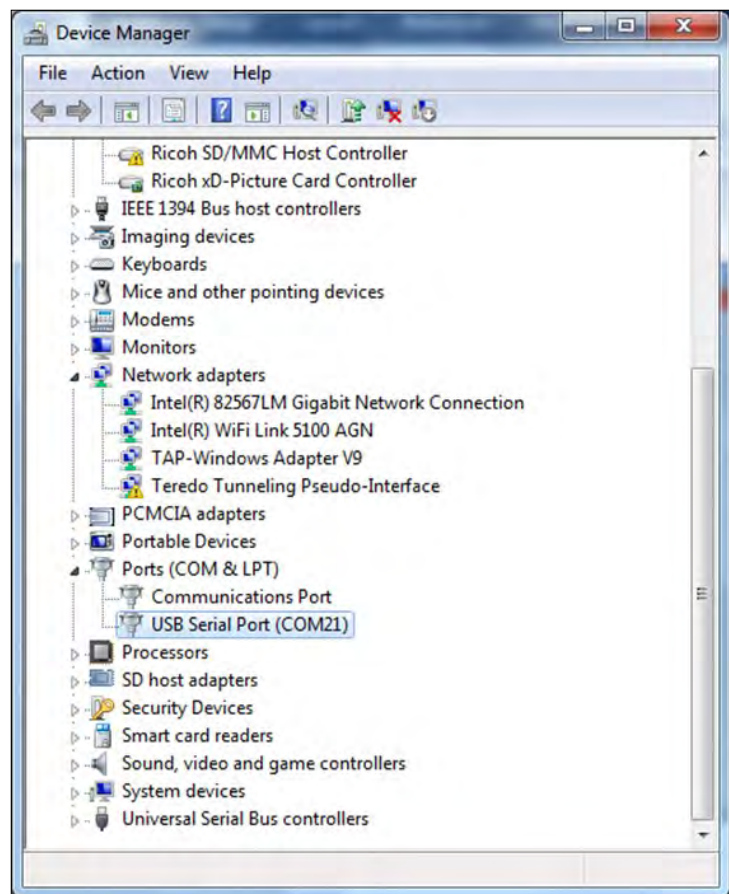 Device Manager
File Action View Help
Ricoh SD/MMC Host Controller
Ricoh xD-Picture Card Controller
IEEE 1394 Bus host controllers
Imaging devices
Keyboards
Mice and other pointing devices
Modems
Monitors
Network adapters
Intel(R) 82567LM Gigabit Network Connection
Intel(R) WiFi Link 5100 AGN
TAP-Windows Adapter V9
Teredo Tunneling Pseudo-Interface
PCMCIA adapters
Portable Devices
Ports (COM & LPT)
Communications Port
USB Serial Port (COM21)
Processors
SD host adapters
Security Devices
Smart card readers
Sound, video and game controllers
System devices
Universal Serial Bus controllers